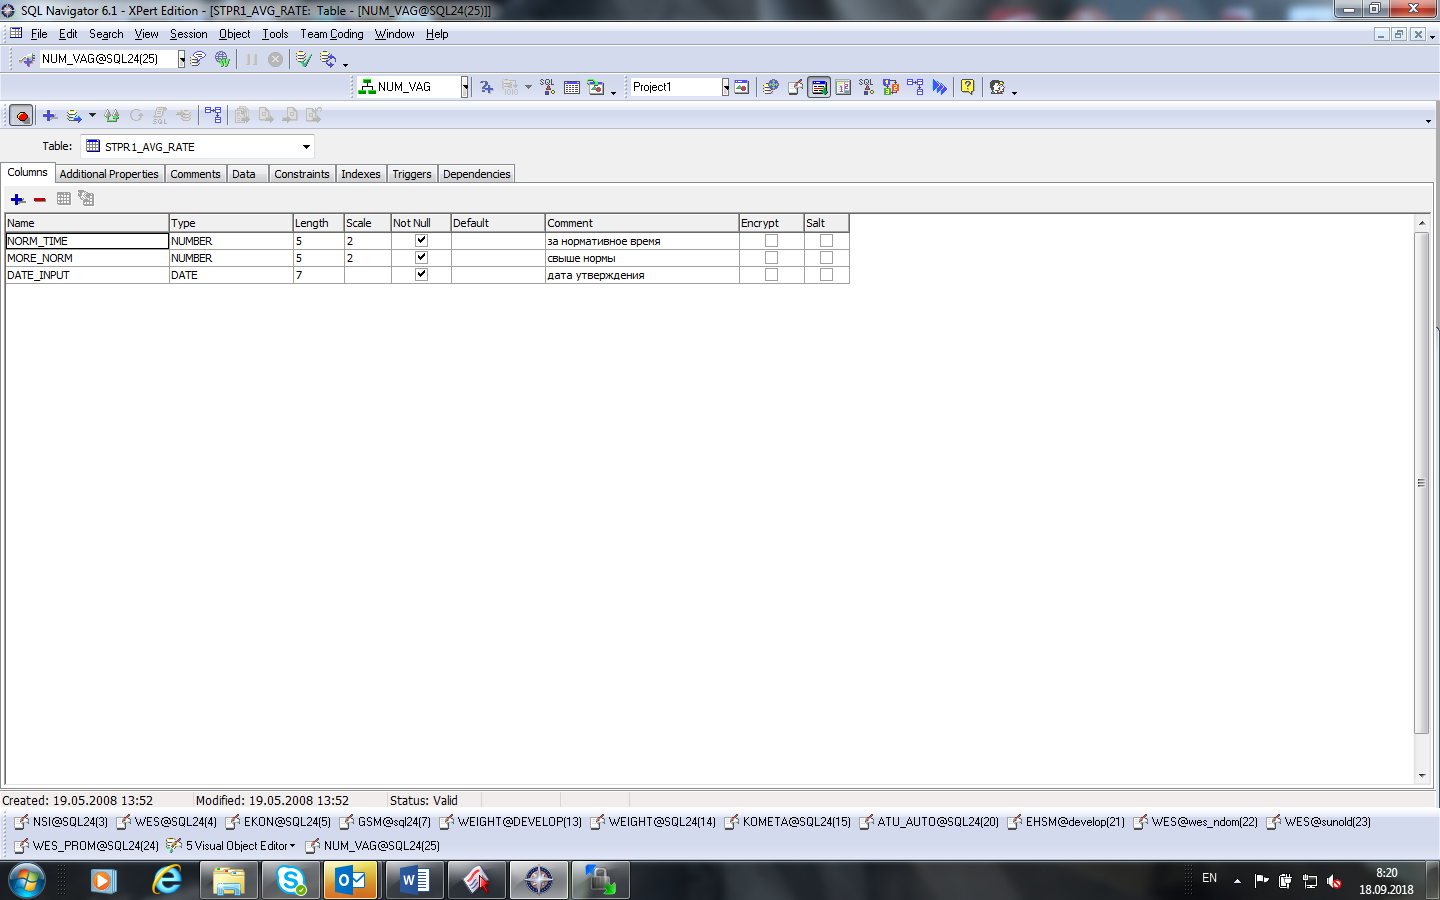 SQL Navigator 6.1 - XPert Edition - [STPR1_AVG_RATE:  Table - [NUM_VAG@SQL24(25)]]
File Edit Search View Session Object Tools Team Coding Window Help
NUM_VAG@SQL24(25)
NUM_VAG Project1
Table: STPR1_AVG_RATE
Columns Additional Properties Comments Data Constraints Indexes Triggers Dependencies
Name Type Length Scale Not Null Default Comment Encrypt Salt
NORM_TIME NUMBER 5 2 за нормативное время
MORE_NORM NUMBER 5 2 свыше нормы
DATE_INPUT DATE 7 дата утверждения
Created: 19.05.2008 13:52 Modified: 19.05.2008 13:52 Status: Valid
NSI@SQL24(3) WES@SQL24(4) EKON@SQL24(5) GSM@sql24(7) WEIGHT@DEVELOP(13) WEIGHT@SQL24(14) KOMETA@SQL24(15) ATU_AUTO@SQL24(20) EHSM@develop(21) WES@wes_ndom(22) WES@sunold(23)
WES_PROM@SQL24(24) 5 Visual Object Editor NUM_VAG@SQL24(25)
EN 8:20
18.09.2018